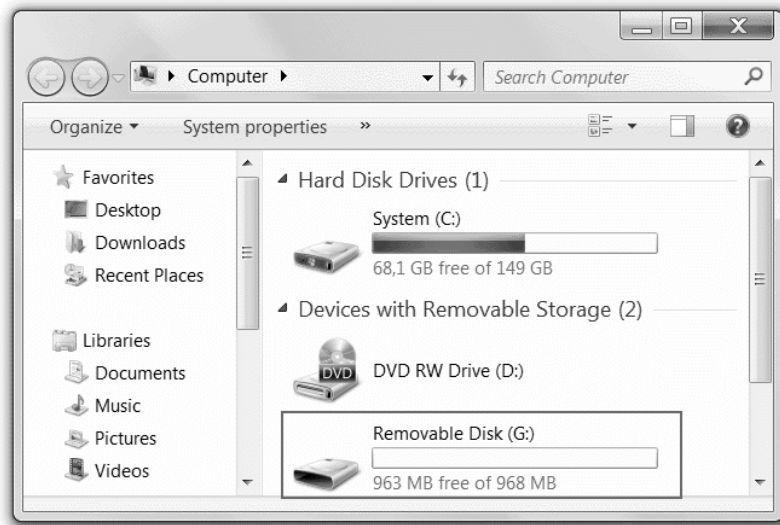 Computer
Search Computer
Organize
System properties
»
Favorites
Desktop
Downloads
Recent Places
Libraries
Documents
Music
Pictures
Videos
Hard Disk Drives (1)
System (C:)
68,1 GB free of 149 GB
Devices with Removable Storage (2)
DVD
DVD RW Drive (D:)
Removable Disk (G:)
963 MB free of 968 MB